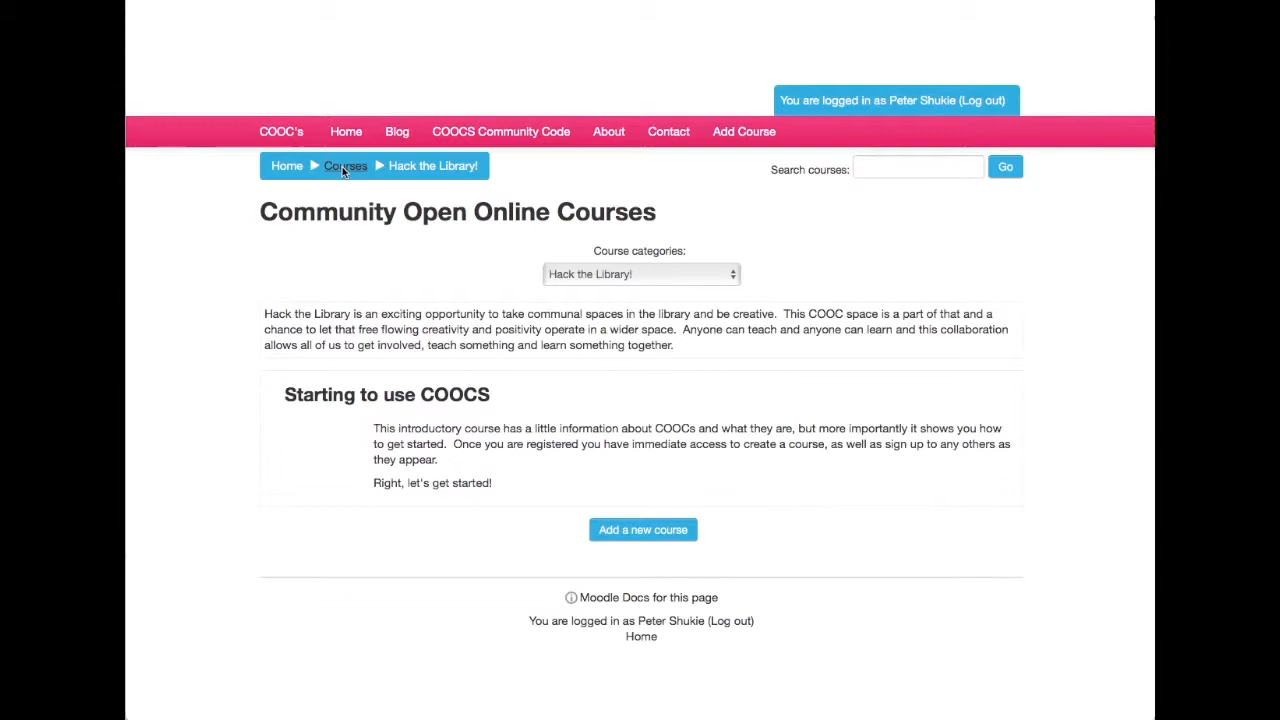 You are logged in as Peter Shukie (Log out)
COOC's Home Blog COOCS Community Code About Contact Add Course
Home ▶ Courses ▶ Hack the Library!
Search courses: Go
Community Open Online Courses
Course categories:
Hack the Library!
Hack the Library is an exciting opportunity to take communal spaces in the library and be creative. This COOC space is a part of that and a
chance to let that free flowing creativity and positivity operate in a wider space. Anyone can teach and anyone can learn and this collaboration
allows all of us to get involved, teach something and learn something together.
Starting to use COOCS
This introductory course has a little information about COOCs and what they are, but more importantly it shows you how
to get started. Once you are registered you have immediate access to create a course, as well as sign up to any others as
they appear.
Right, let's get started!
Add a new course
Moodle Docs for this page
You are logged in as Peter Shukie (Log out)
Home